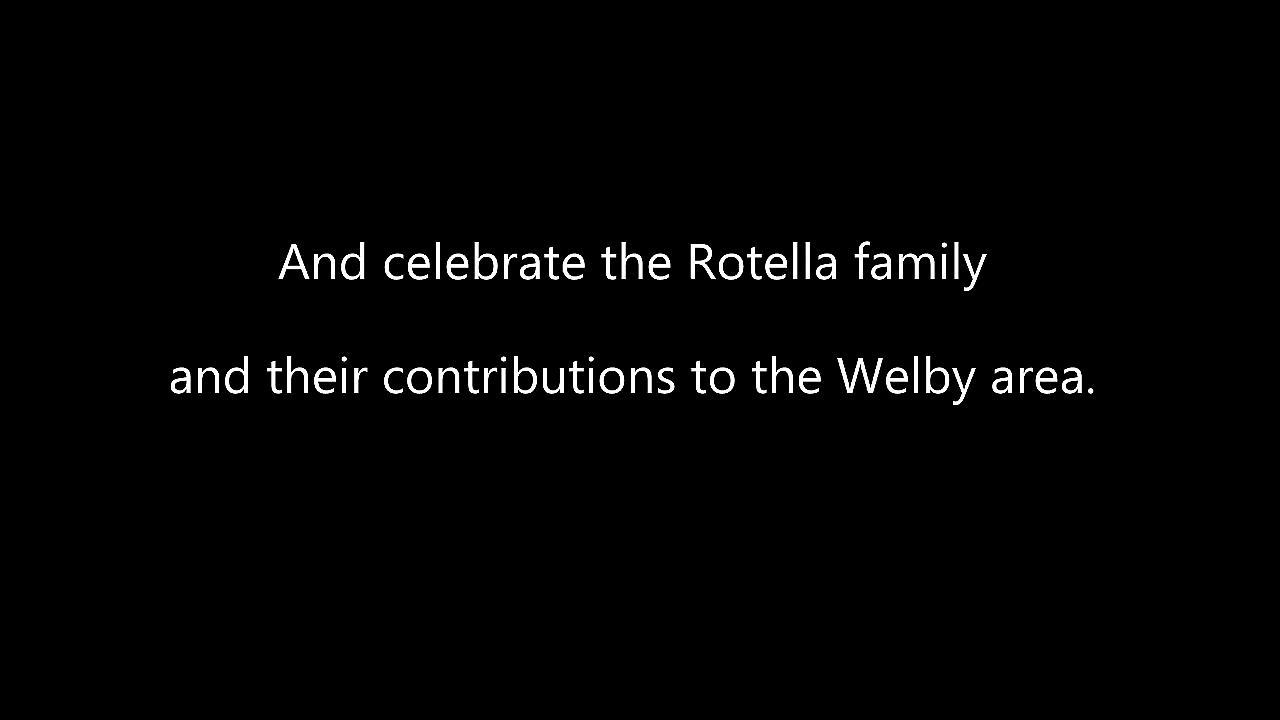 And celebrate the Rotella family
and their contributions to the Welby area.